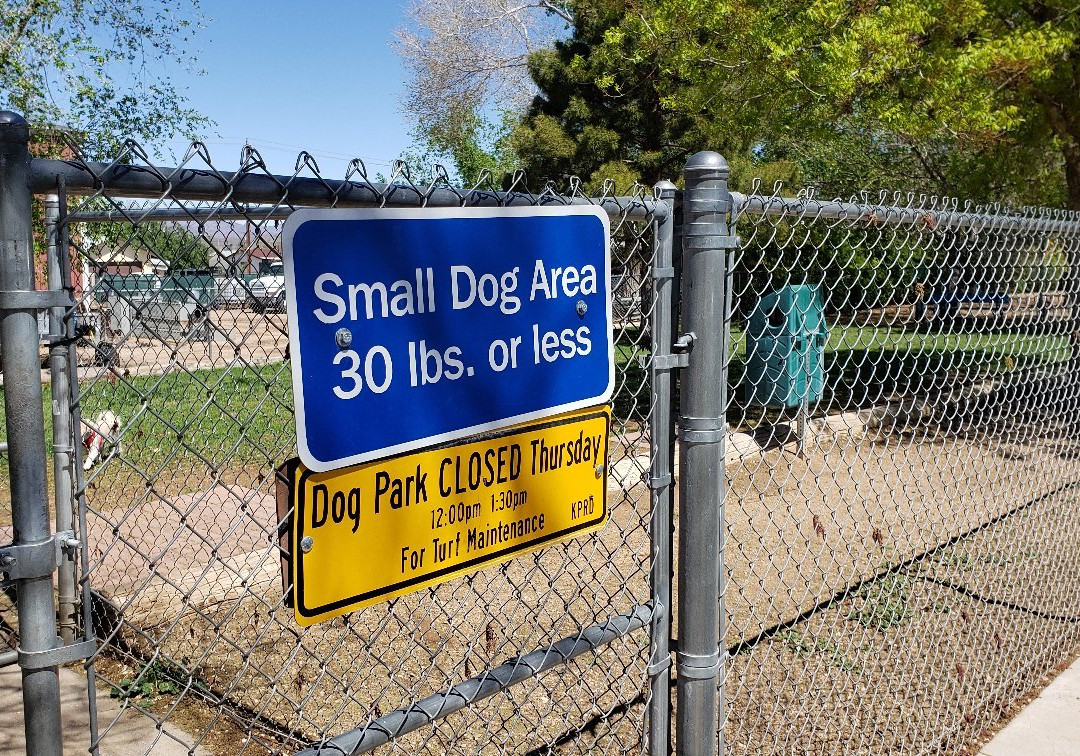 Small Dog Area
30 lbs. or less
Dog Park CLOSED Thursday
12:00pm 1:30pm
For Turf Maintenance
KPRD